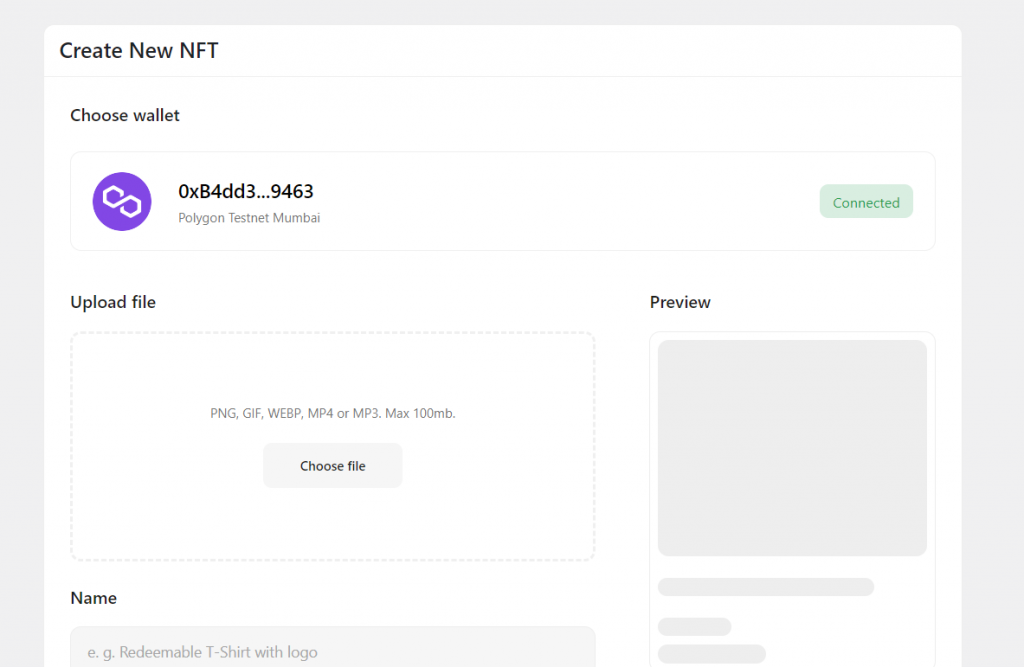 Create New NFT
Choose wallet
0xB4dd3...9463
Polygon Testnet Mumbai
Connected
Upload file
PNG, GIF, WEBP, MP4 or MP3. Max 100mb.
Choose file
Preview
Name
e. g. Redeemable T-Shirt with logo